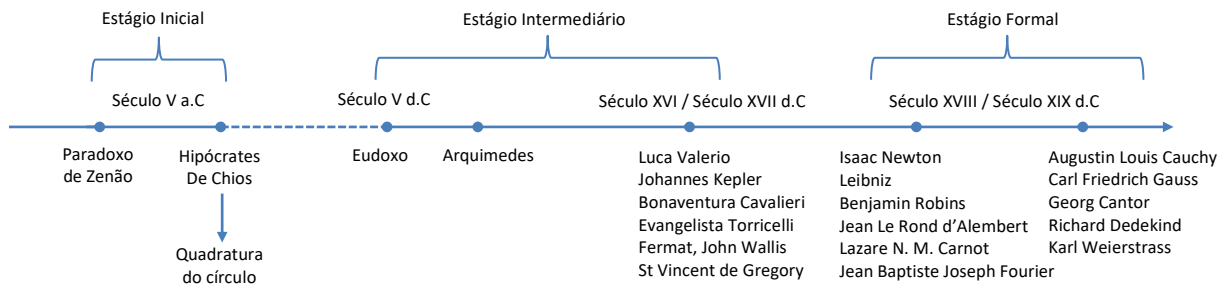 Estágio Inicial
Estágio Intermediário
Estágio Formal
Século V a.C
Século V d.C
Século XVI / Século XVII d.C
Século XVIII / Século XIX d.C
Paradoxo
de Zenão
Hipócrates
De Chios
Quadratura
do círculo
Eudoxo
Arquimedes
Luca Valerio
Johannes Kepler
Bonaventura Cavalieri
Evangelista Torricelli
Fermat, John Wallis
St Vincent de Gregory
Isaac Newton
Leibniz
Benjamin Robins
Jean Le Rond d’Alembert
Lazare N. M. Carnot
Jean Baptiste Joseph Fourier
Augustin Louis Cauchy
Carl Friedrich Gauss
Georg Cantor
Richard Dedekind
Karl Weierstrass